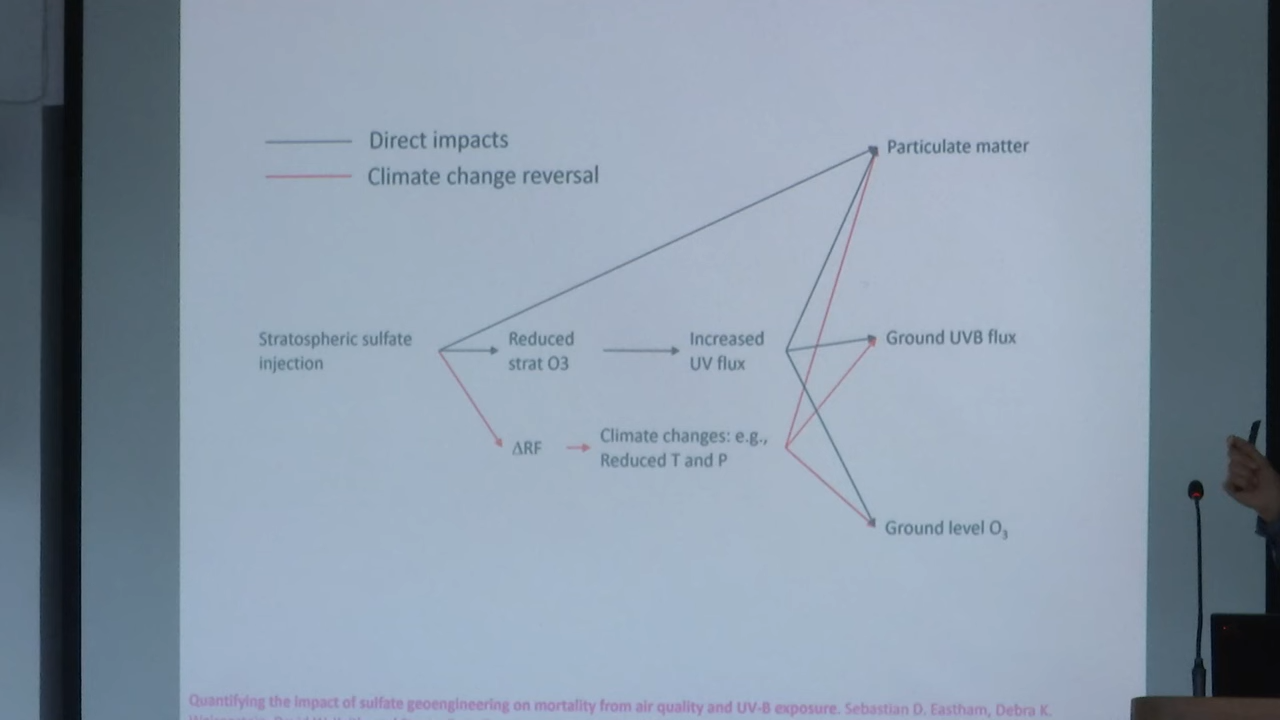 Direct impacts
Climate change reversal
Particulate matter
Stratospheric sulfate
injection
Reduced
strat O3
Increased
UV flux
Ground UVB flux
ΔRF
Climate changes: e.g.,
Reduced T and P
Ground level O₃
Quantifying the impact of sulfate geoengineering on mortality from air quality and UV-B exposure. Sebastian D. Eastham, Debra K.